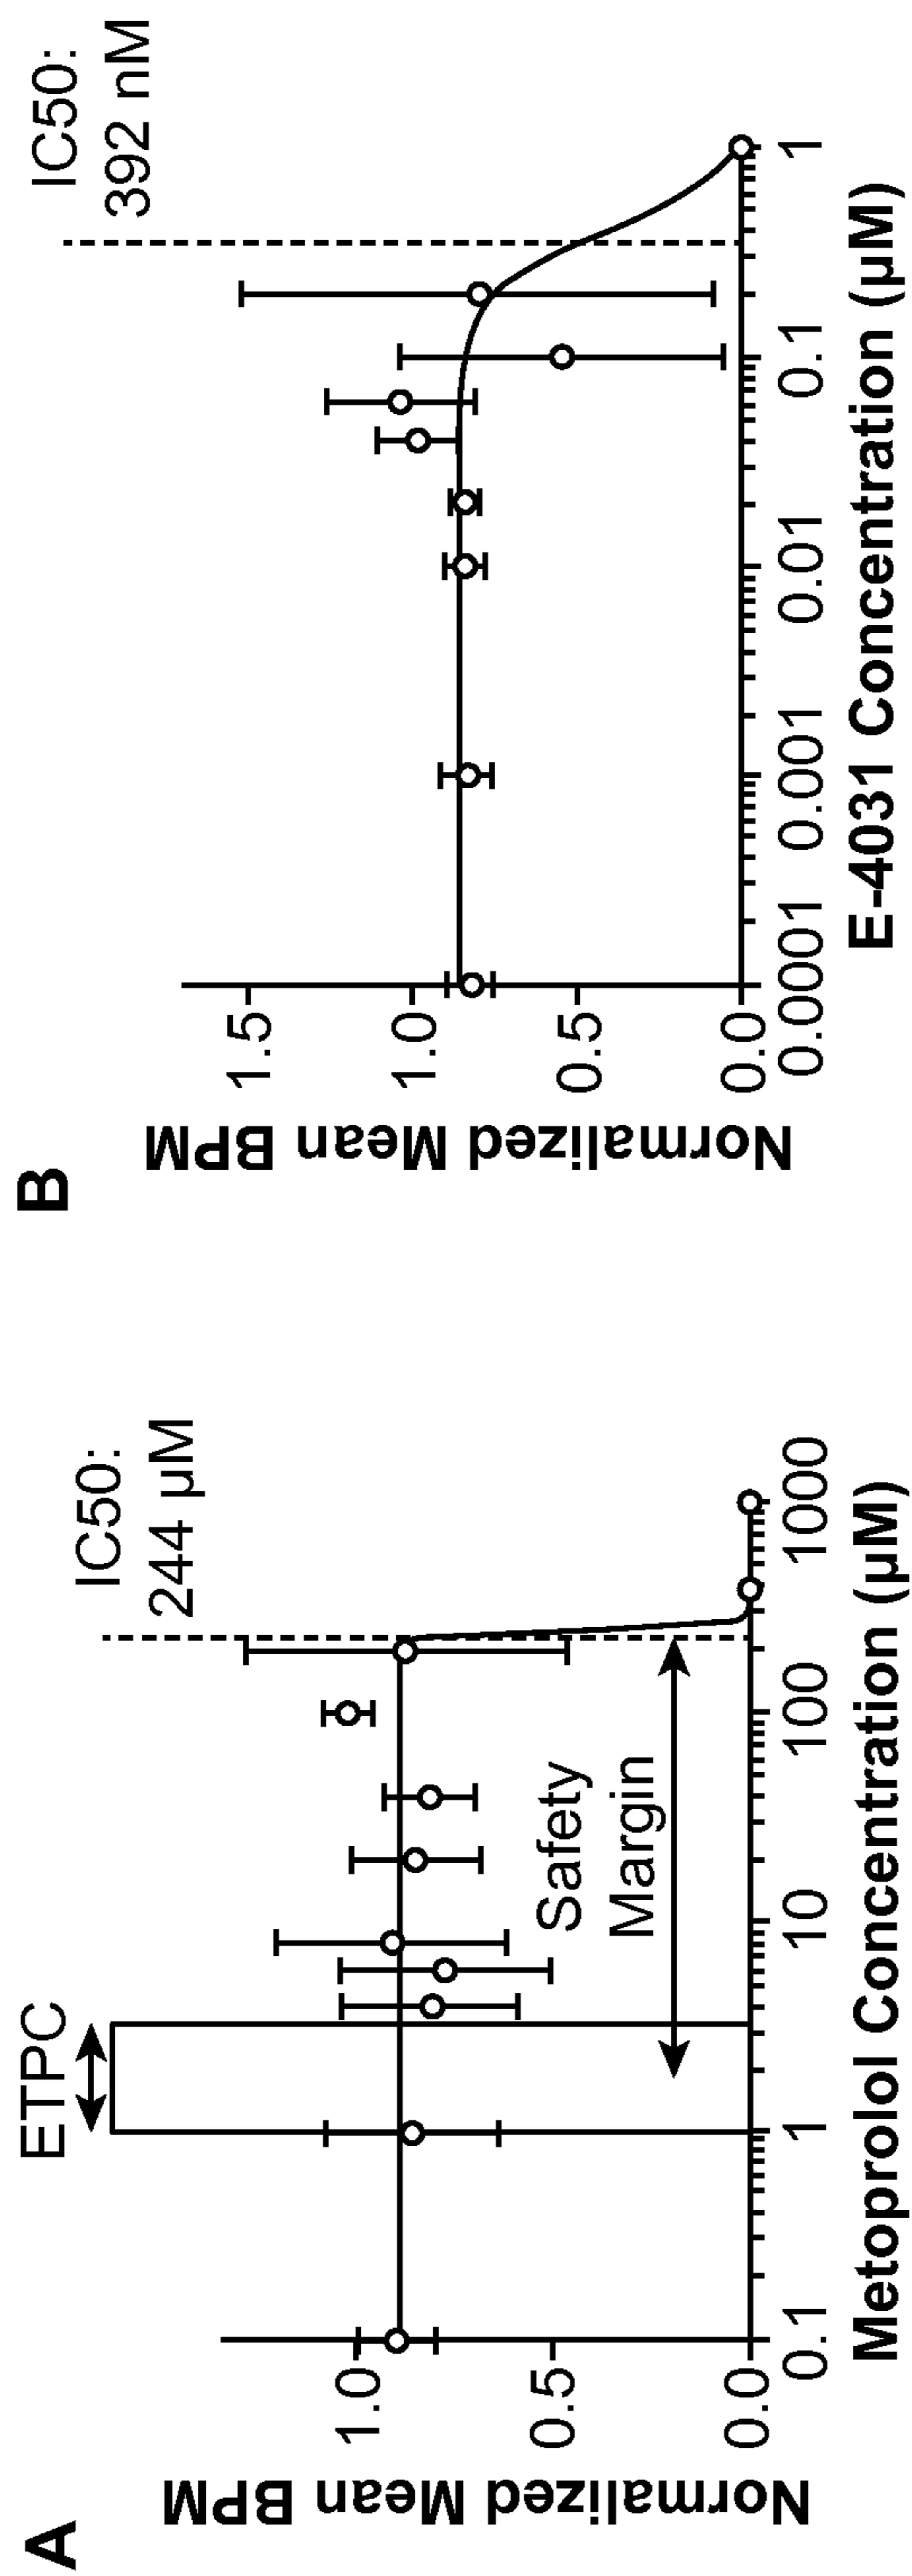 A
ETPC
IC50:
244 µM
Safety
Margin
Normalized Mean BPM
1.0
0.5
0.0
0.1
1
10
100
1000
Metoprolol Concentration (µM)
B
IC50:
392 nM
Normalized Mean BPM
1.5
1.0
0.5
0.0
0.0001
0.001
0.01
0.1
1
E-4031 Concentration (µM)